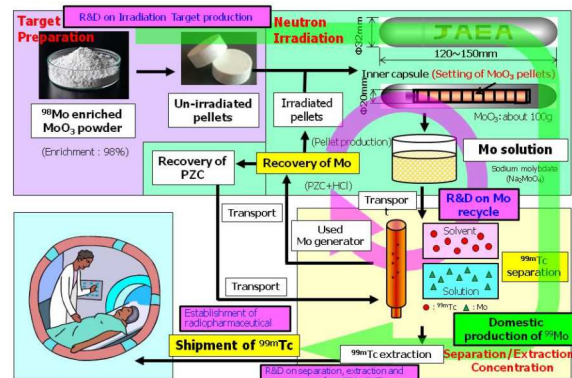 Target
Preparation
R&D on Irradiation Target production
Neutron
Irradiation
Φ32mm
JAEA
120~150mm
⁹⁸Mo enriched
MoO₃ powder
(Enrichment : 98%)
Un-irradiated
pellets
Irradiated
pellets
Inner capsule (Setting of MoO₃ pellets)
Φ20mm
MoO₃: about 100g
(Pellet production)
Recovery of
PZC
Recovery of Mo
(PZC+HCl)
Mo solution
Sodium molybdate
(Na₂MoO₄)
Transport
Used
Mo generator
Transpor
t
R&D on Mo
recycle
Solvent
Solution
⁹⁹ᵐTc
separation
: ⁹⁹ᵐTc : Mo
Transport
Establishment of
radiopharmaceutical
Shipment of ⁹⁹ᵐTc
⁹⁹ᵐTc extraction
R&D on separation, extraction and
Domestic
production of ⁹⁹Mo
Separation/Extraction
Concentration